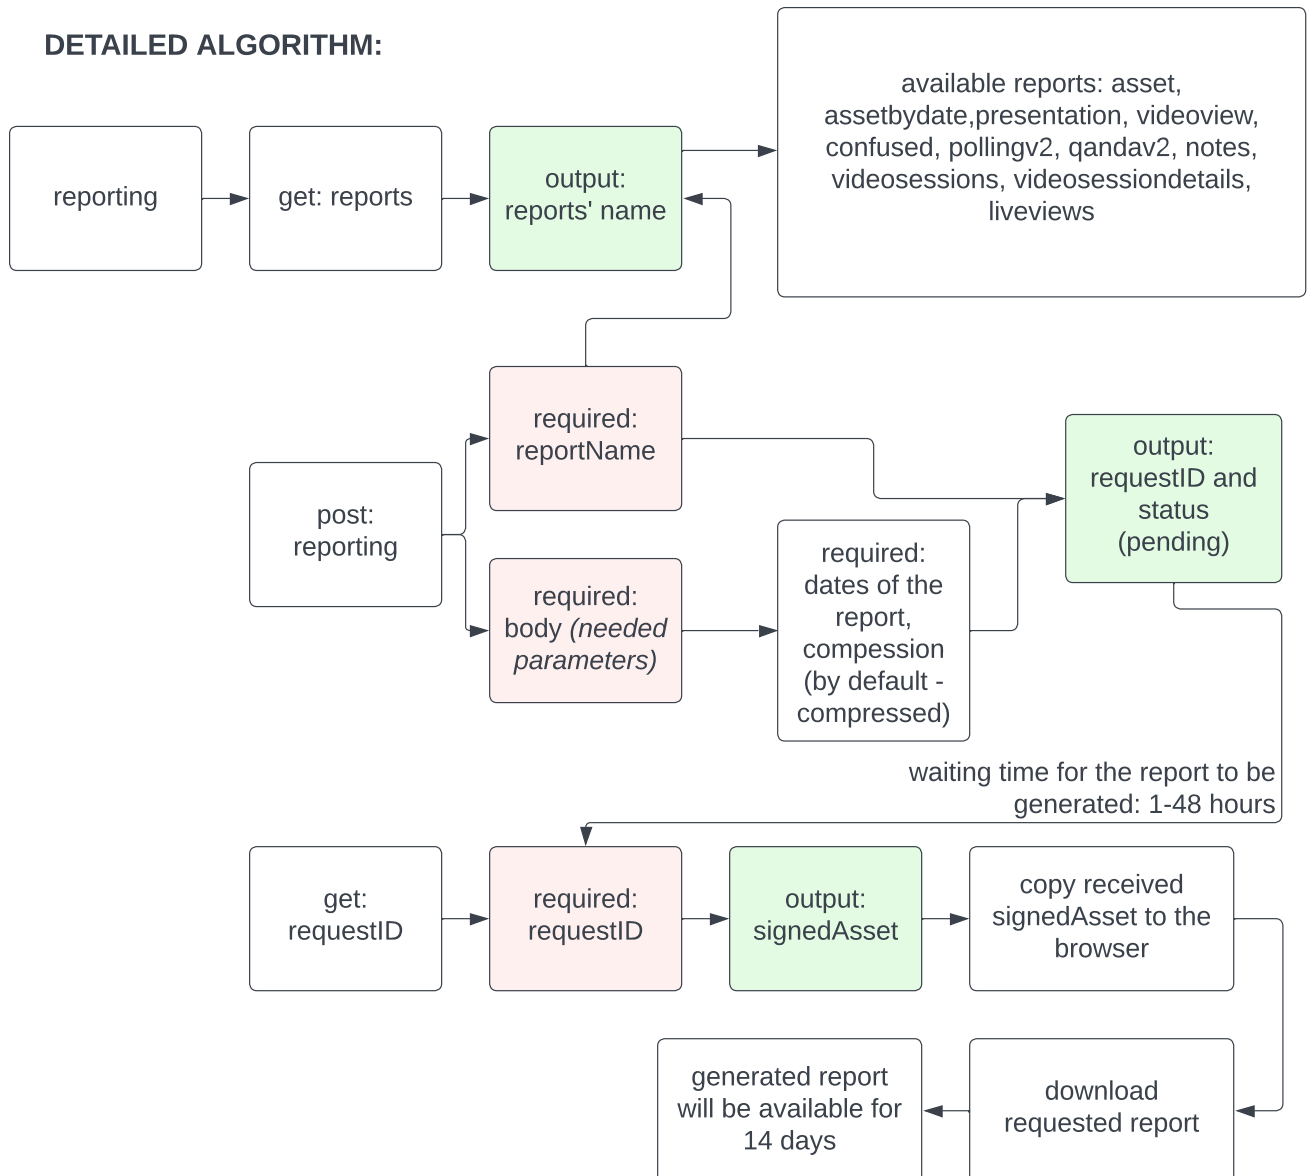 DETAILED ALGORITHM:
available reports: asset,
assetbydate,presentation, videoview,
confused, pollingv2, qandav2, notes,
videosessions, videosessiondetails,
liveviews
reporting
get: reports
output:
reports' name
required:
reportName
post:
reporting
required:
body (needed
parameters)
required:
dates of the
report,
compession
(by default -
compressed)
output:
requestID and
status
(pending)
waiting time for the report to be
generated: 1-48 hours
get:
requestID
required:
requestID
output:
signedAsset
copy received
signedAsset to the
browser
download
requested report
generated report
will be available for
14 days